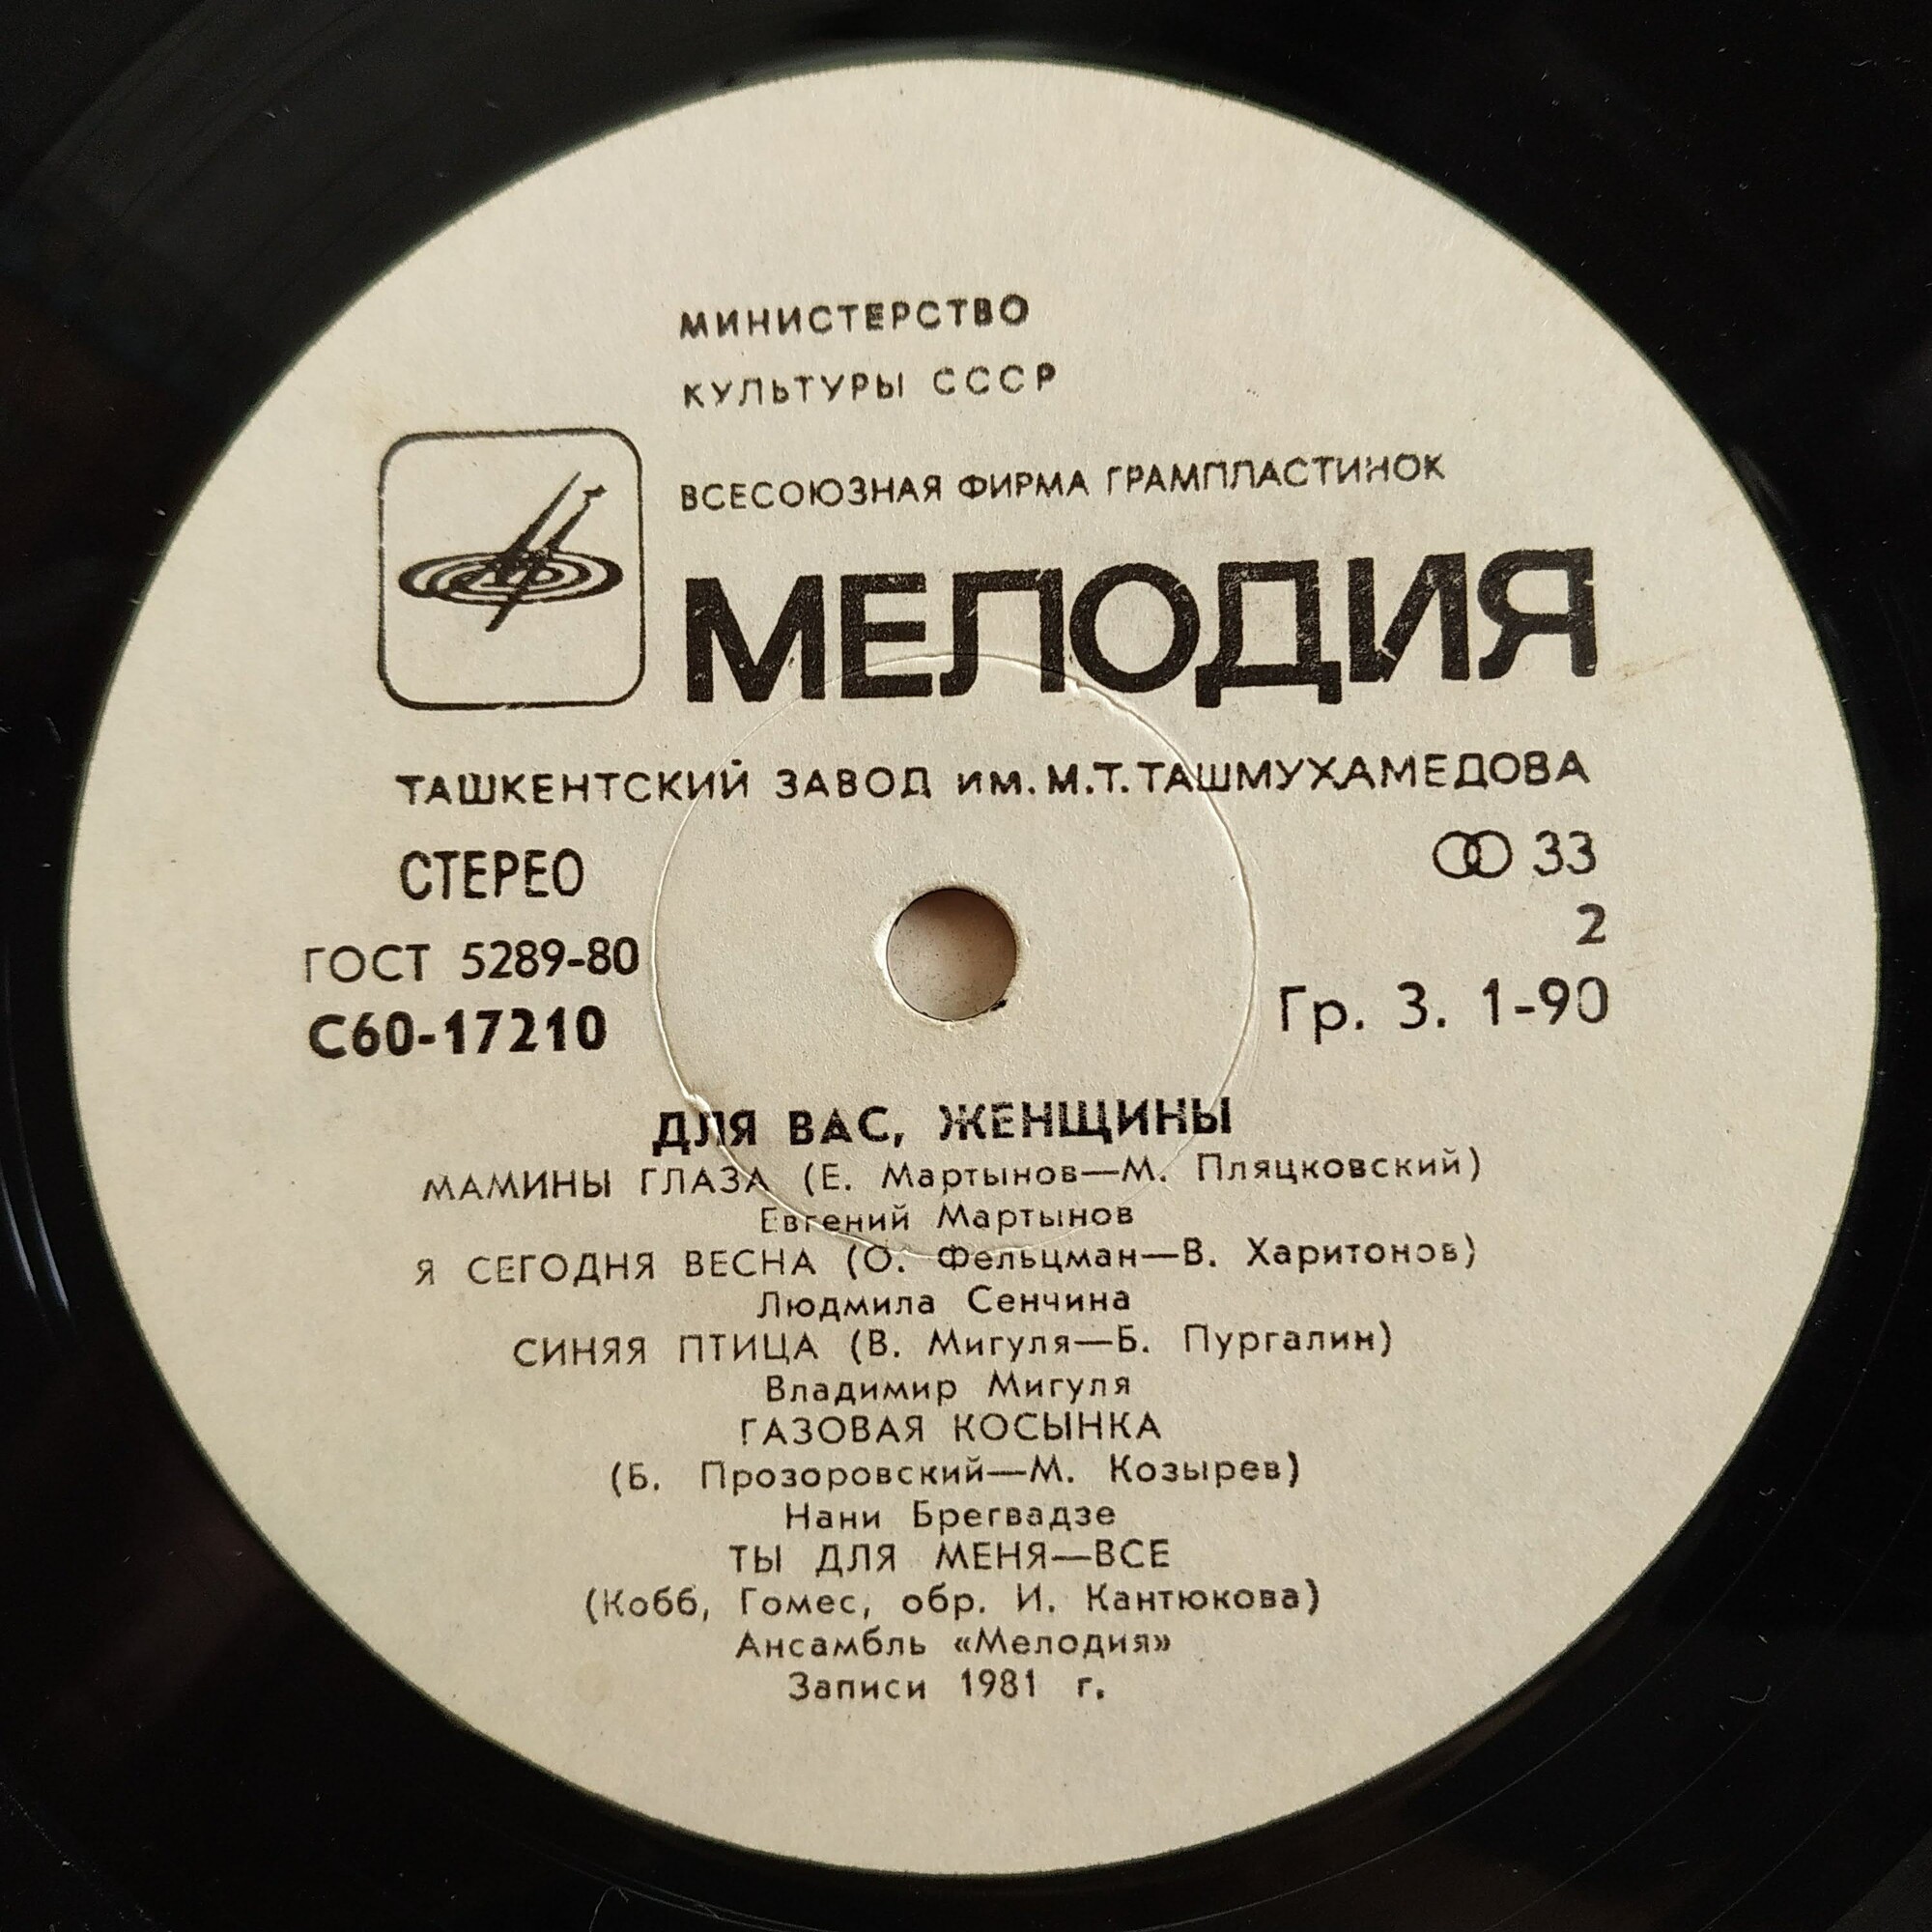 МИНИСТЕРСТВО
КУЛЬТУРЫ СССР
ВСЕСОЮЗНАЯ ФИРМА ГРАМПЛАСТИНОК
МЕЛОДИЯ
ТАШКЕНТСКИЙ ЗАВОД ИМ. М.Т. ТАШМУХАМЕДОВА
СТЕРЕО
33
2
ГОСТ 5289-80
С60-17210
Гр. 3. 1-90
ДЛЯ ВАС, ЖЕНЩИНЫ
МАМИНЫ ГЛАЗА (Е. Мартынов—М. Пляцковский)
Евгений Мартынов
Я СЕГОДНЯ ВЕСНА (О. Фельцман—В. Харитонов)
Людмила Сенчина
СИНЯЯ ПТИЦА (В. Мигуля—Б. Пургалин)
Владимир Мигуля
ГАЗОВАЯ КОСЫНКА
(Б. Прозоровский—М. Козырев)
Нани Брегвадзе
ТЫ ДЛЯ МЕНЯ—ВСЕ
(Кобб, Гомес, обр. И. Кантюкова)
Ансамбль «Мелодия»
Записи 1981 г.